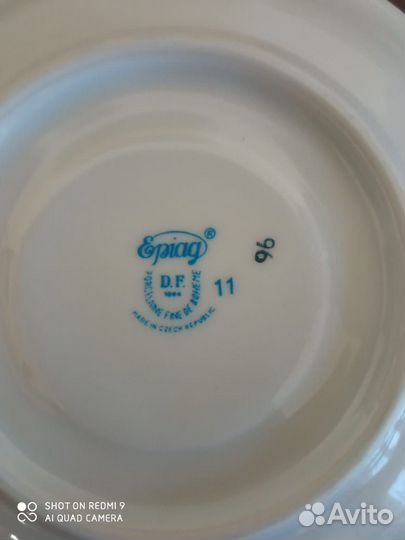 Epiag®
D.F.
PORCELAINE FINE DE BOHEME
MADE IN CZECH REPUBLIC
11
96
SHOT ON REDMI 9
AI QUAD CAMERA
Avito